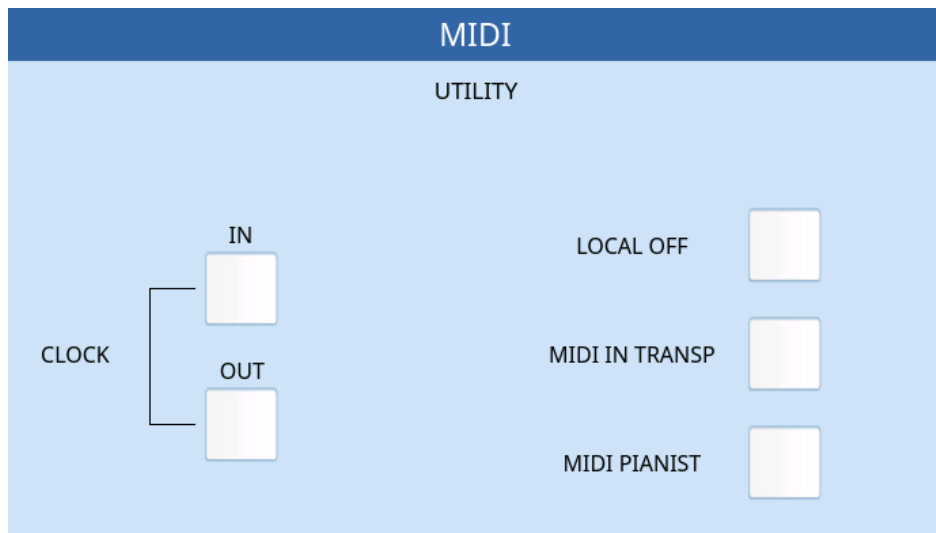 MIDI
UTILITY
IN
LOCAL OFF
CLOCK
MIDI IN TRANSP
OUT
MIDI PIANIST